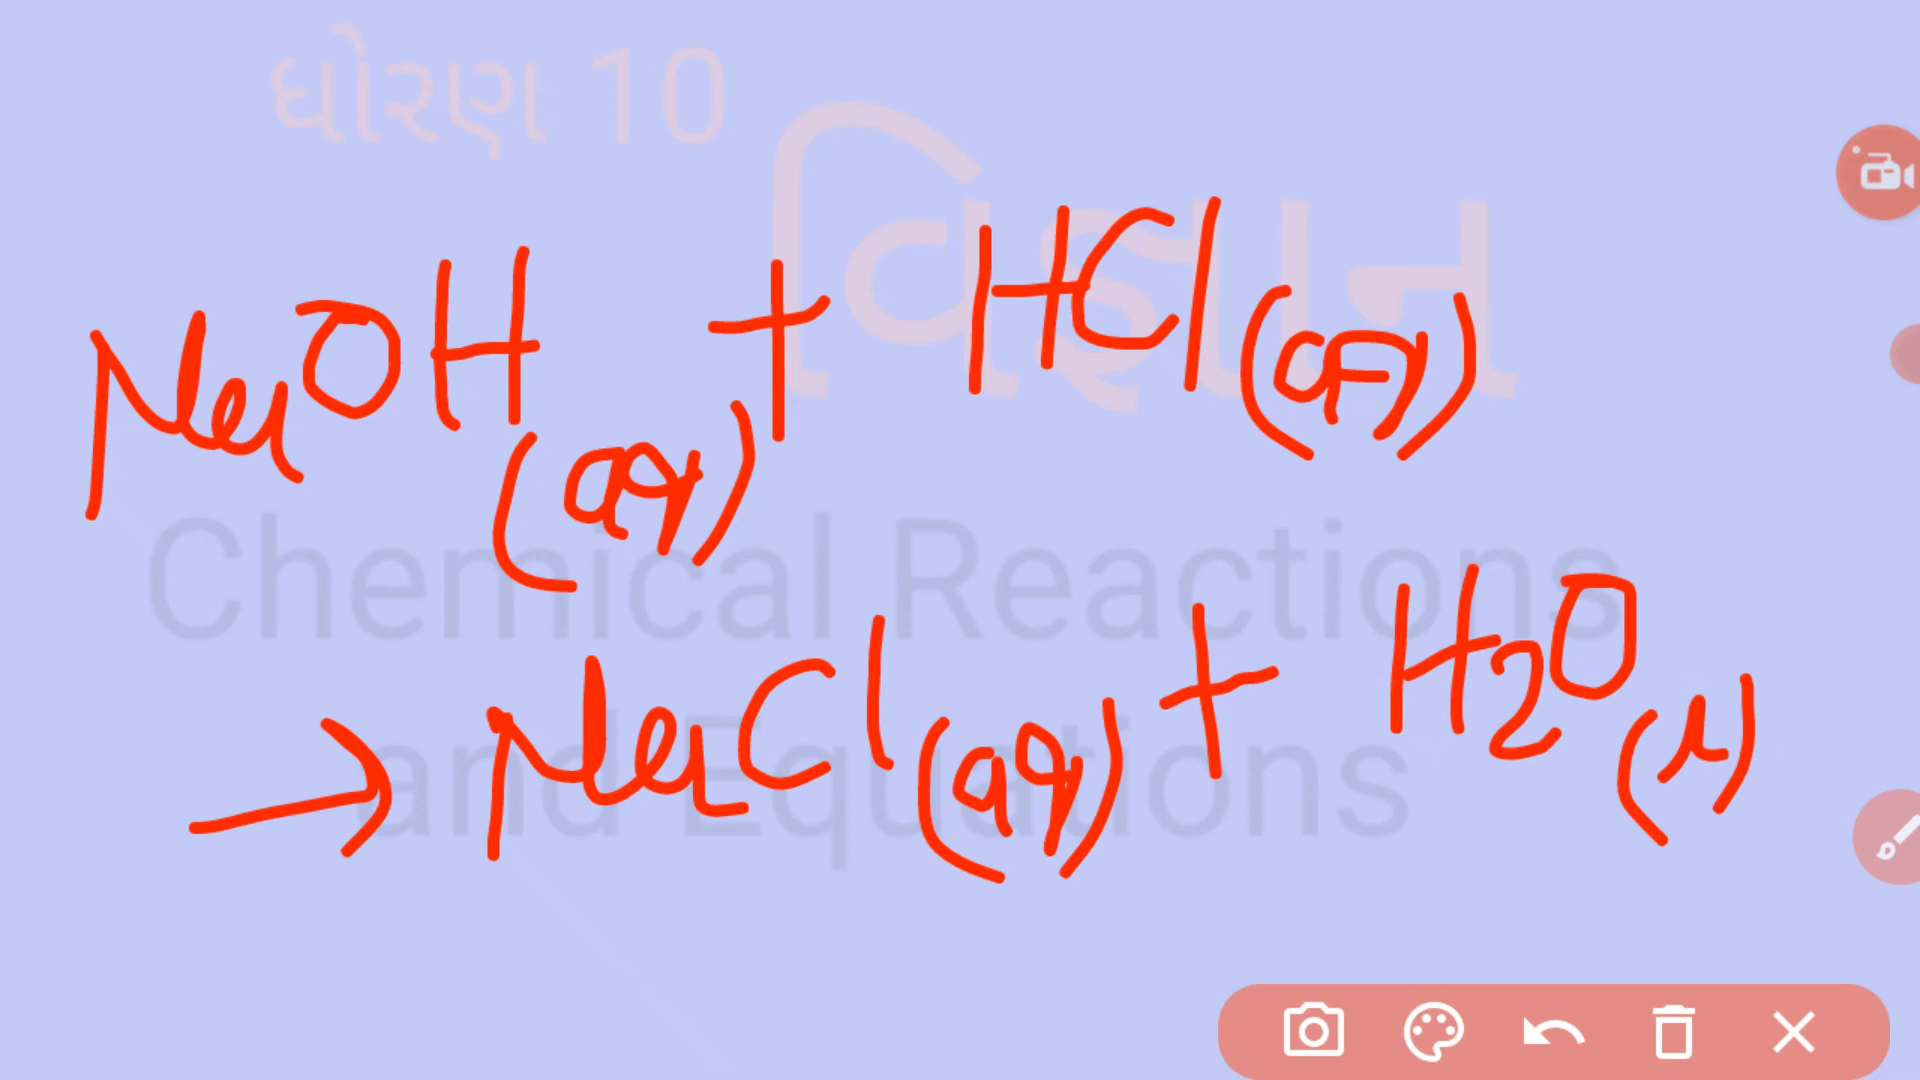 ધોરણ 10
વિજ્ઞાન
NaOH (aq) + HCl (aq)
Chemical Reactions
→ NaCl (aq) + H2O (l)
and Equations